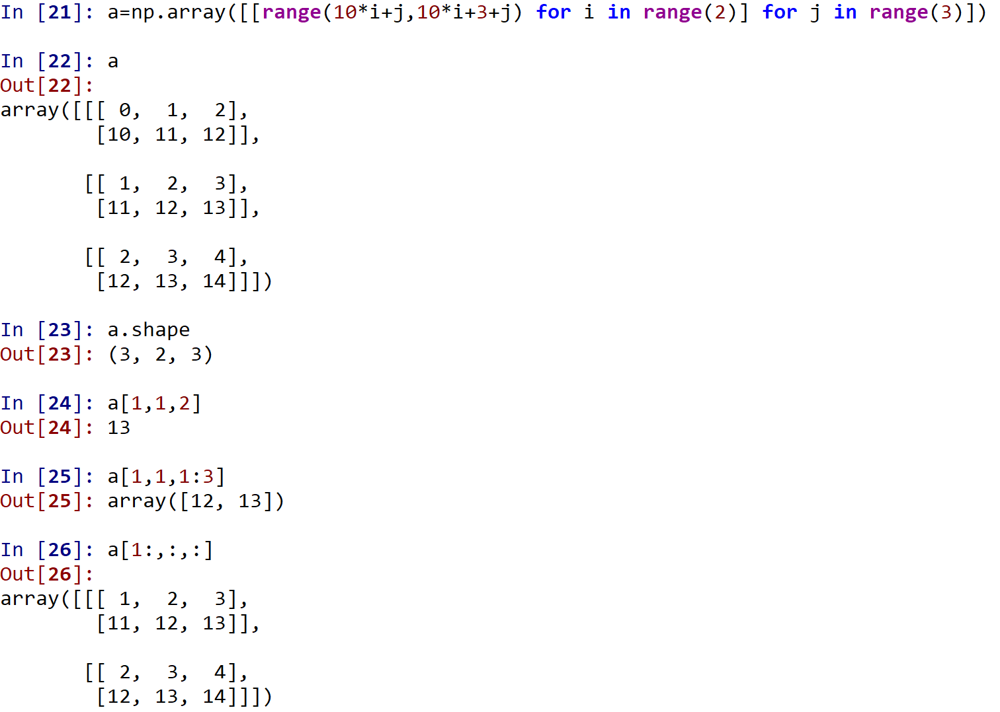 In [21]: a=np.array([[range(10*i+j,10*i+3+j) for i in range(2)] for j in range(3)])
In [22]: a
Out[22]:
array([[[ 0,  1,  2],
        [10, 11, 12]],
       [[ 1,  2,  3],
        [11, 12, 13]],
       [[ 2,  3,  4],
        [12, 13, 14]]])
In [23]: a.shape
Out[23]: (3, 2, 3)
In [24]: a[1,1,2]
Out[24]: 13
In [25]: a[1,1,1:3]
Out[25]: array([12, 13])
In [26]: a[1:,:,:]
Out[26]:
array([[[ 1,  2,  3],
        [11, 12, 13]],
       [[ 2,  3,  4],
        [12, 13, 14]]])